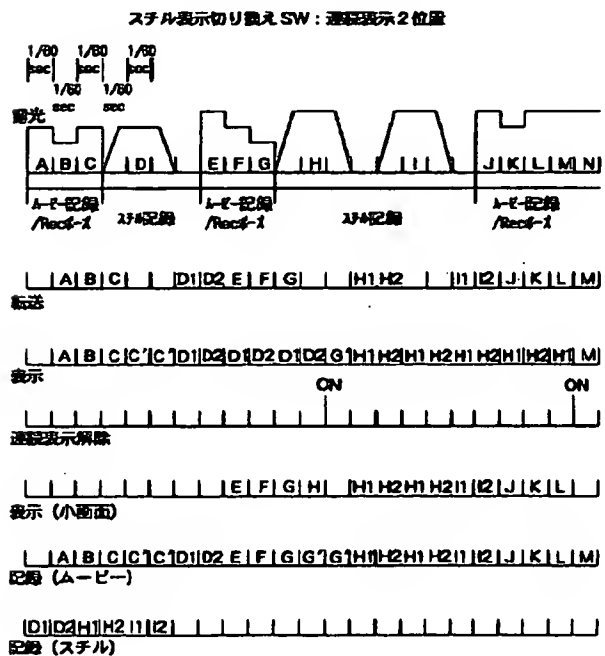 スチル表示切り換えSW:連続表示2位置
1/60 1/60 1/60
sec sec sec
1/60 1/60
sec sec
露光
A B C D E F G H I J K L M N
ムービー記録 スチル記録 ムービー記録 スチル記録 ムービー記録
/Recポーズ /Recポーズ /Recポーズ
A B C D1 D2 E F G H1 H2 I1 I2 J K L M
転送
A B C C' C' D1 D2 D1 D2 D1 D2 G' H1 H2 H1 H2 H1 H2 H1 H2 H1 M
表示
ON ON
連続表示解除
E F G H H1 H2 H1 H2 I1 I2 J K L
表示(小画面)
A B C C' C' D1 D2 E F G G' G' H1 H2 H1 H2 I1 I2 J K L M
記録(ムービー)
D1 D2 H1 H2 I1 I2
記録(スチル)